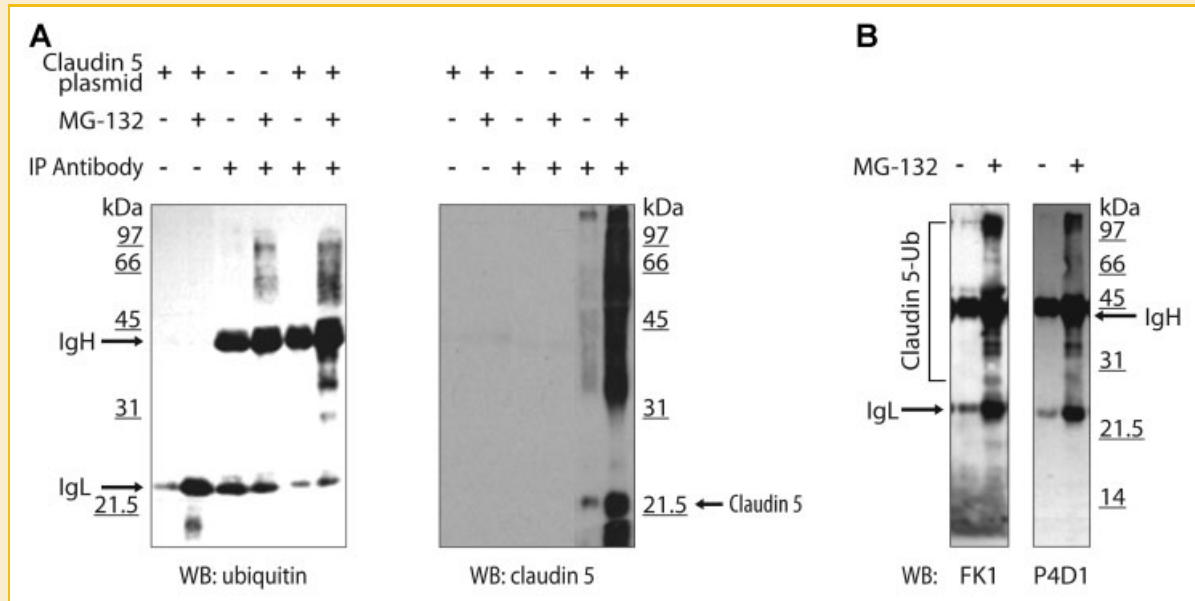 A
Claudin 5 plasmid + + - - + + + + - - + +
MG-132 - + - + - + - + - + - +
IP Antibody - - + + + + - - + + + +
kDa
97
66
45
IgH
31
IgL
21.5
WB: ubiquitin
kDa
97
66
45
31
21.5 Claudin 5
WB: claudin 5
B
MG-132 - + - +
Claudin 5-Ub
IgL
kDa
97
66
45
IgH
31
21.5
14
WB: FK1 P4D1